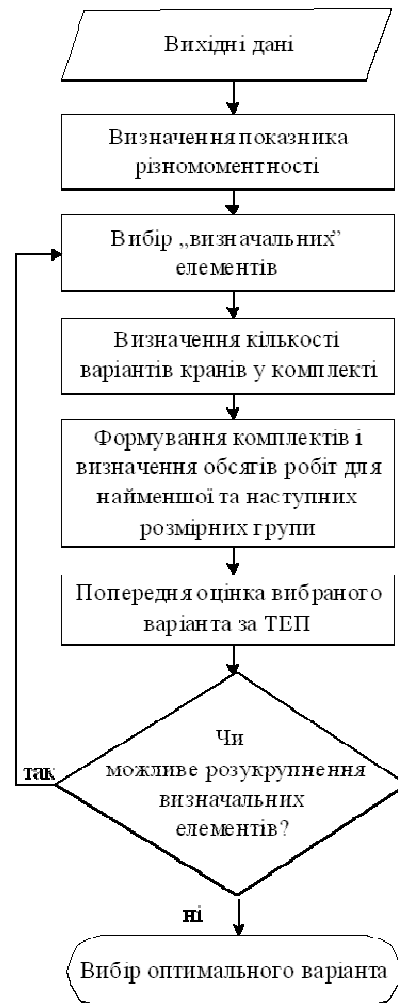 Вихідні дані
Визначення показника
різномоментності
Вибір „визначальних”
елементів
Визначення кількості
варіантів кранів у комплекті
Формування комплектів і
визначення обсягів робіт для
найменшої та наступних
розмірних групи
Попередня оцінка вибраного
варіанта за ТЕП
Чи
можливе розукрупнення
визначальних
елементів?
так
ні
Вибір оптимального варіанта